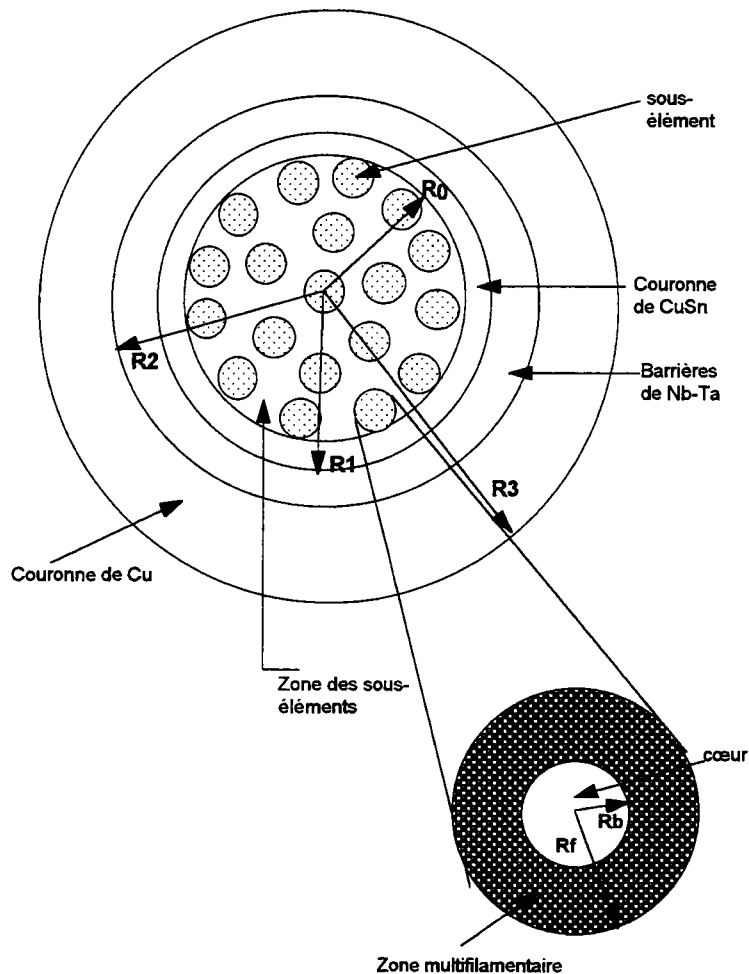 sous-
élément
R0
Couronne
de CuSn
R2
Barrières
de Nb-Ta
R1
R3
Couronne de Cu
Zone des sous-
éléments
cœur
Rb
Rf
Zone multifilamentaire